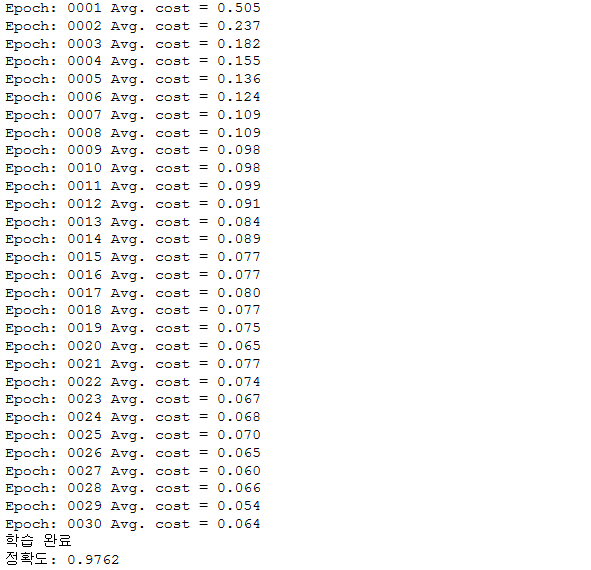 Epoch: 0001 Avg. cost = 0.505
Epoch: 0002 Avg. cost = 0.237
Epoch: 0003 Avg. cost = 0.182
Epoch: 0004 Avg. cost = 0.155
Epoch: 0005 Avg. cost = 0.136
Epoch: 0006 Avg. cost = 0.124
Epoch: 0007 Avg. cost = 0.109
Epoch: 0008 Avg. cost = 0.109
Epoch: 0009 Avg. cost = 0.098
Epoch: 0010 Avg. cost = 0.098
Epoch: 0011 Avg. cost = 0.099
Epoch: 0012 Avg. cost = 0.091
Epoch: 0013 Avg. cost = 0.084
Epoch: 0014 Avg. cost = 0.089
Epoch: 0015 Avg. cost = 0.077
Epoch: 0016 Avg. cost = 0.077
Epoch: 0017 Avg. cost = 0.080
Epoch: 0018 Avg. cost = 0.077
Epoch: 0019 Avg. cost = 0.075
Epoch: 0020 Avg. cost = 0.065
Epoch: 0021 Avg. cost = 0.077
Epoch: 0022 Avg. cost = 0.074
Epoch: 0023 Avg. cost = 0.067
Epoch: 0024 Avg. cost = 0.068
Epoch: 0025 Avg. cost = 0.070
Epoch: 0026 Avg. cost = 0.065
Epoch: 0027 Avg. cost = 0.060
Epoch: 0028 Avg. cost = 0.066
Epoch: 0029 Avg. cost = 0.054
Epoch: 0030 Avg. cost = 0.064
학습 완료
정확도: 0.9762